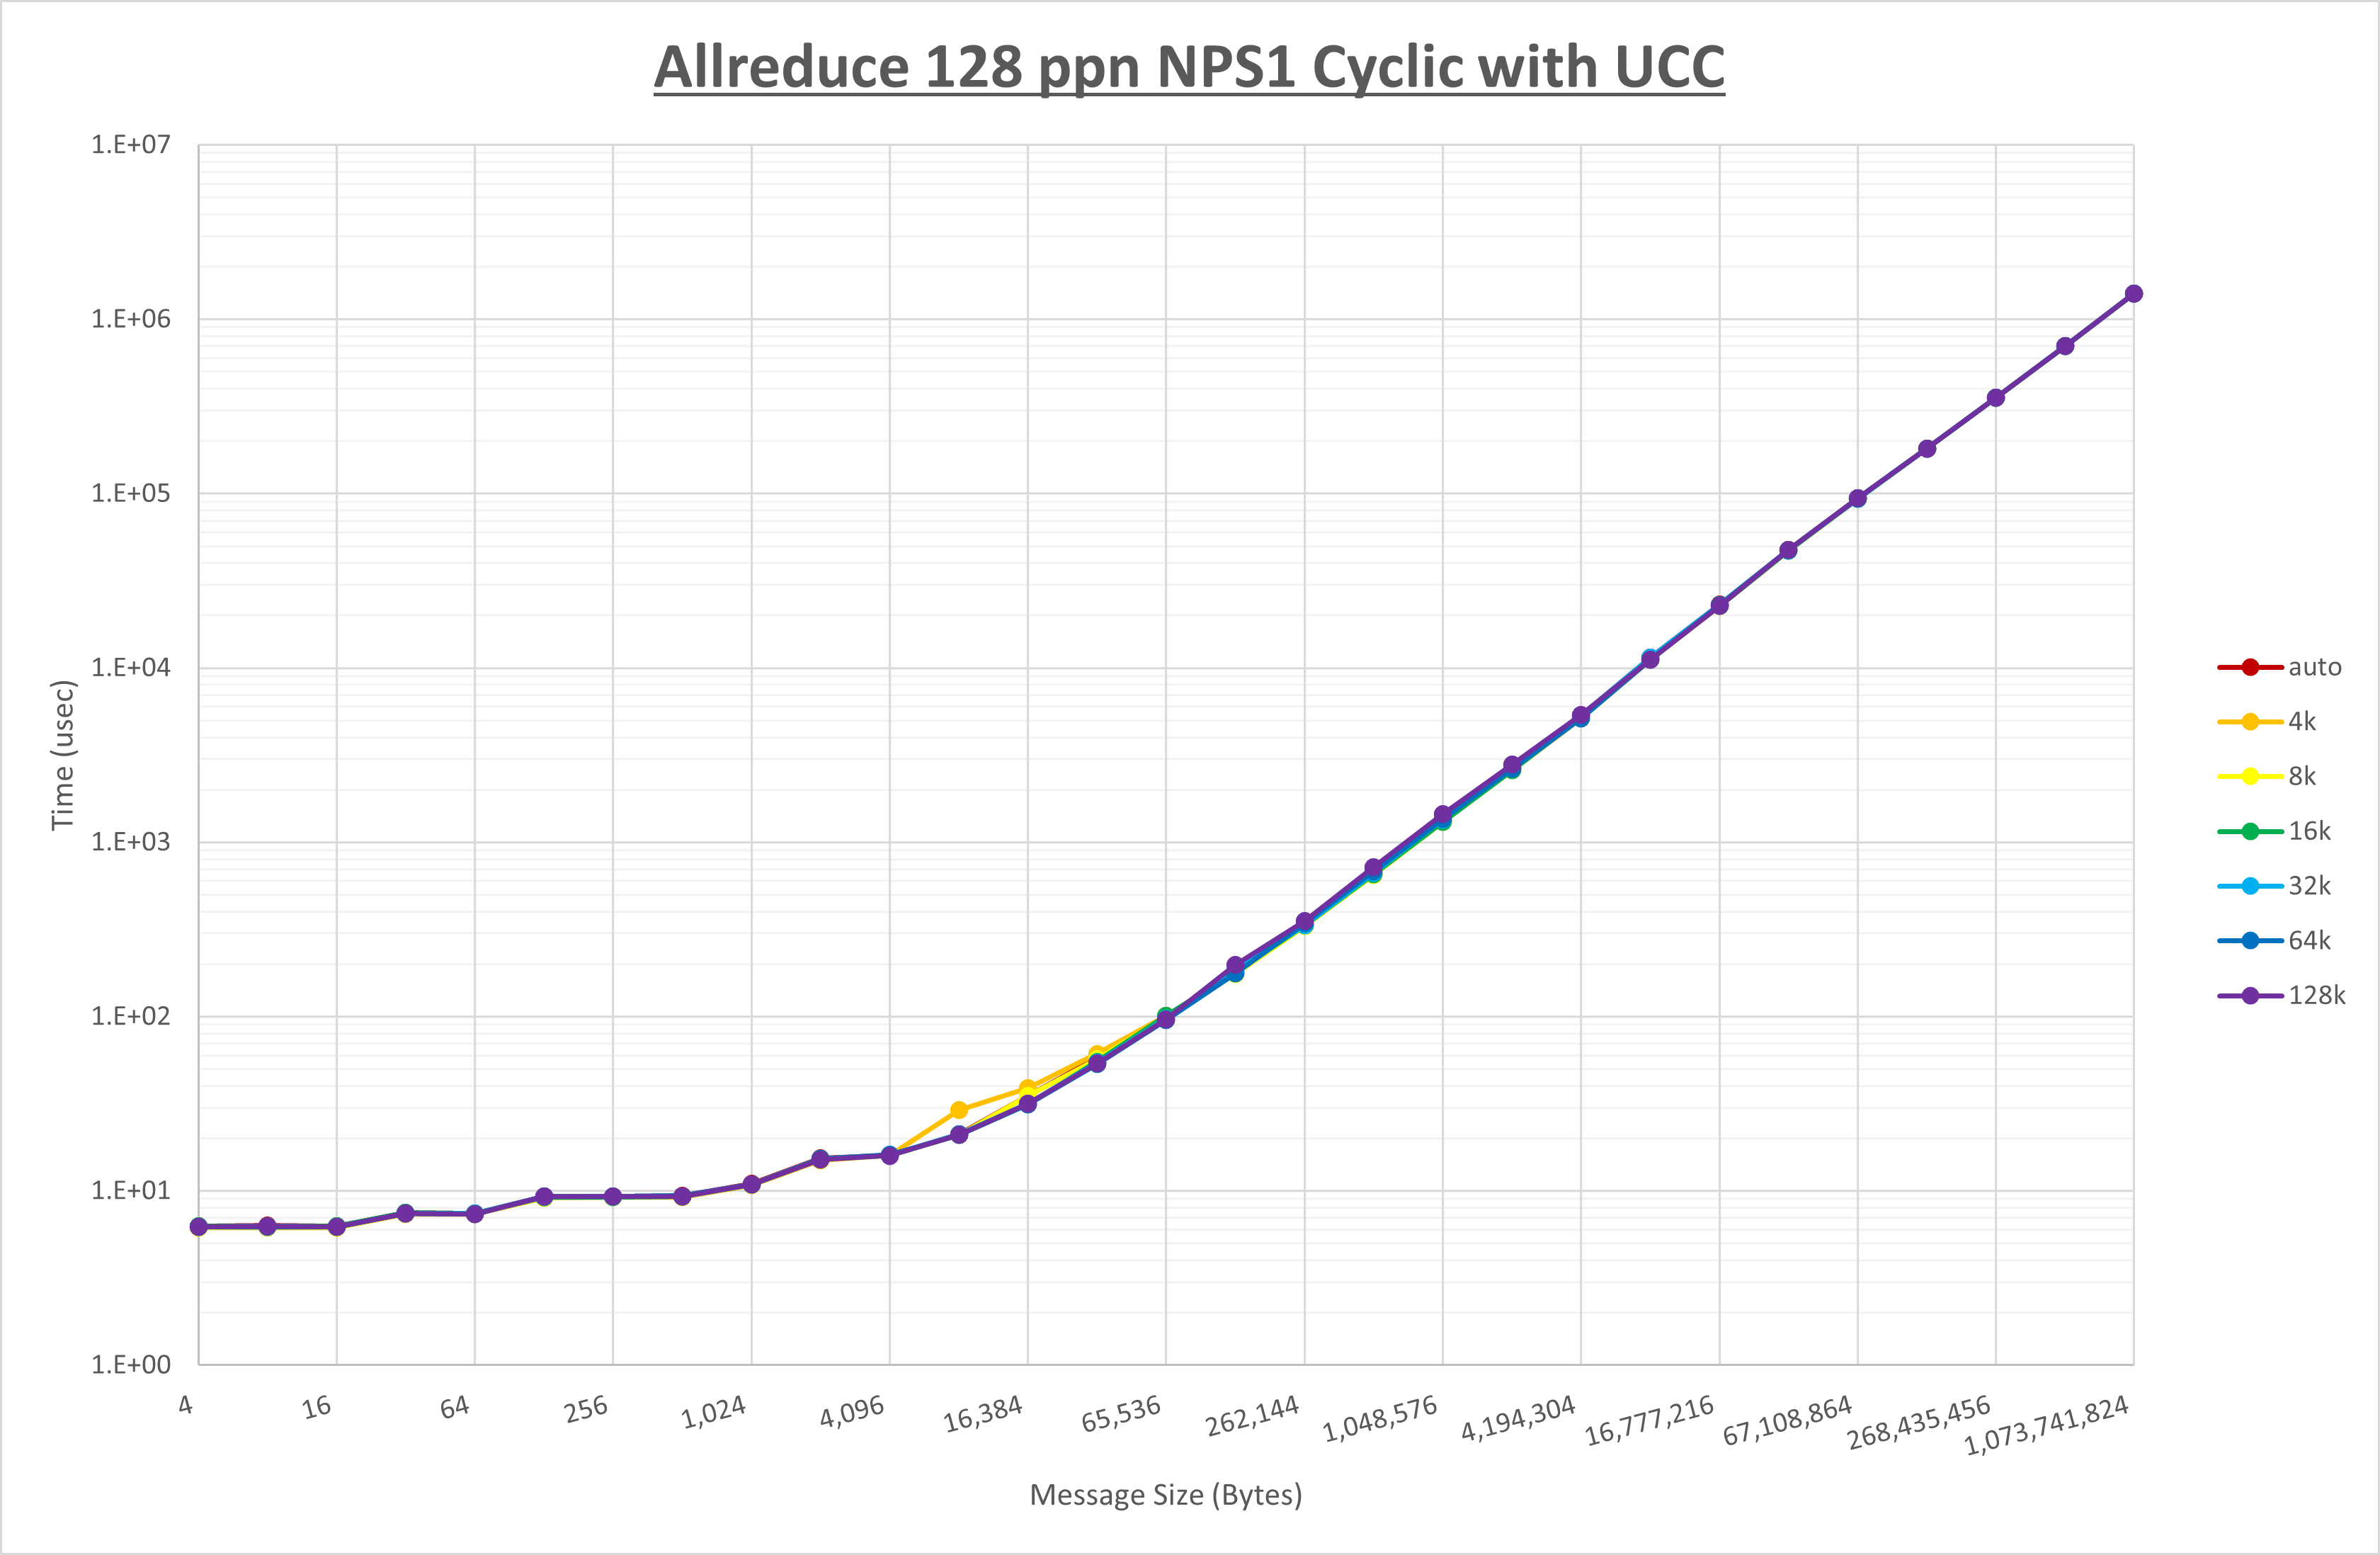 Allreduce 128 ppn NPS1 Cyclic with UCC
1.E+07
1.E+06
1.E+05
1.E+04
1.E+03
1.E+02
1.E+01
1.E+00
Time (usec)
4
16
64
256
1,024
4,096
16,384
65,536
262,144
1,048,576
4,194,304
16,777,216
67,108,864
268,435,456
1,073,741,824
Message Size (Bytes)
auto
4k
8k
16k
32k
64k
128k